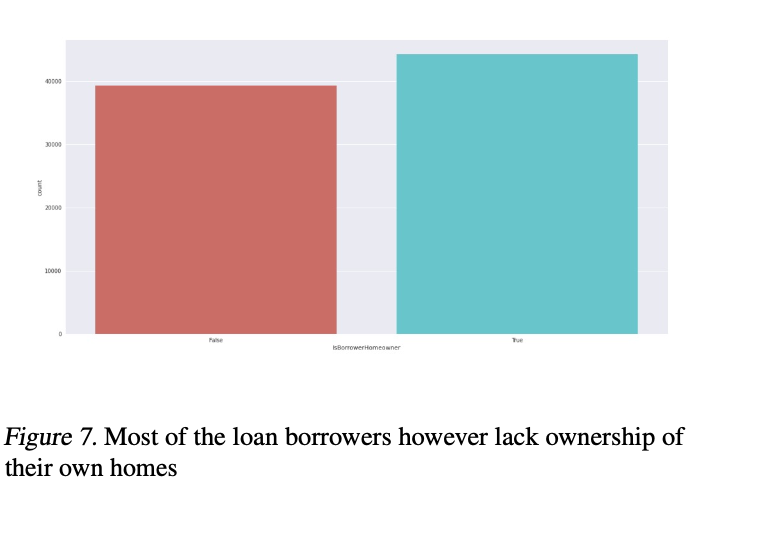 40000
30000
count
20000
10000
0
False
True
IsBorrowerHomeowner
Figure 7. Most of the loan borrowers however lack ownership of
their own homes